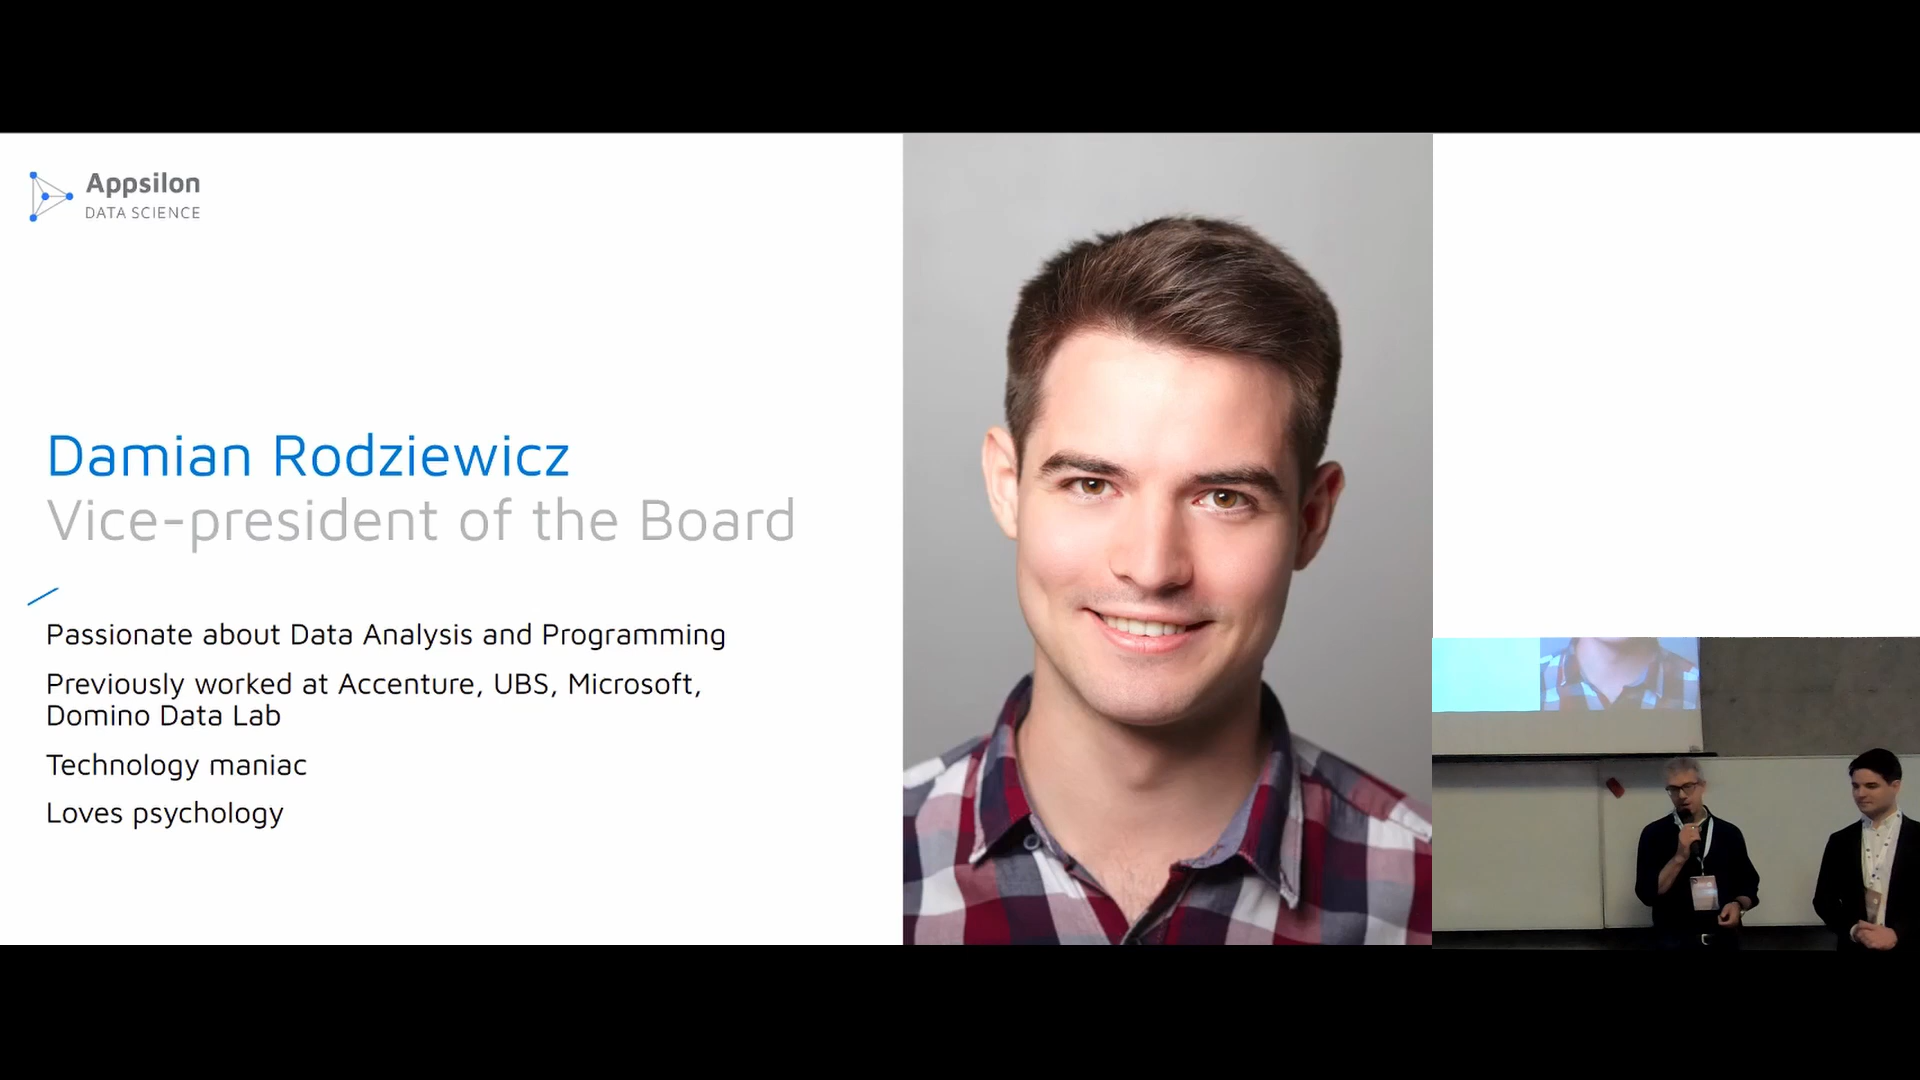 Appsilon
DATA SCIENCE
Damian Rodziewicz
Vice-president of the Board
Passionate about Data Analysis and Programming
Previously worked at Accenture, UBS, Microsoft,
Domino Data Lab
Technology maniac
Loves psychology